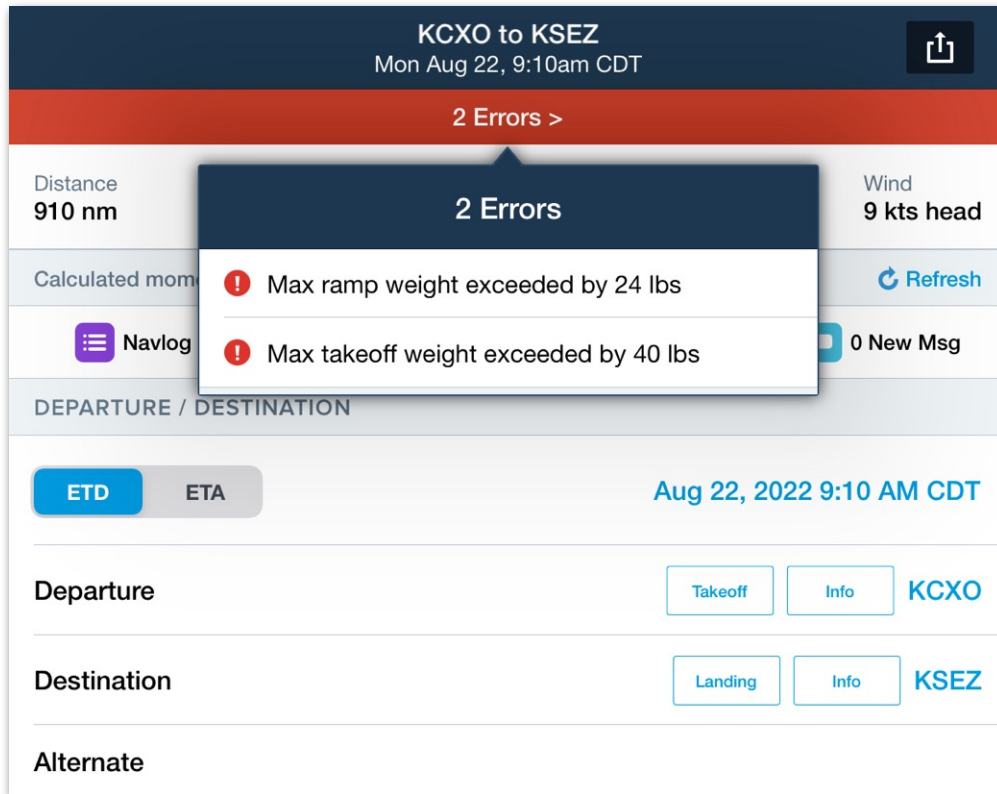 KCXO to KSEZ
Mon Aug 22, 9:10am CDT
2 Errors >
Distance
910 nm
Wind
9 kts head
2 Errors
Max ramp weight exceeded by 24 lbs
Max takeoff weight exceeded by 40 lbs
Calculated
Refresh
Navlog
0 New Msg
DEPARTURE / DESTINATION
ETD ETA Aug 22, 2022 9:10 AM CDT
Departure Takeoff Info KCXO
Destination Landing Info KSEZ
Alternate